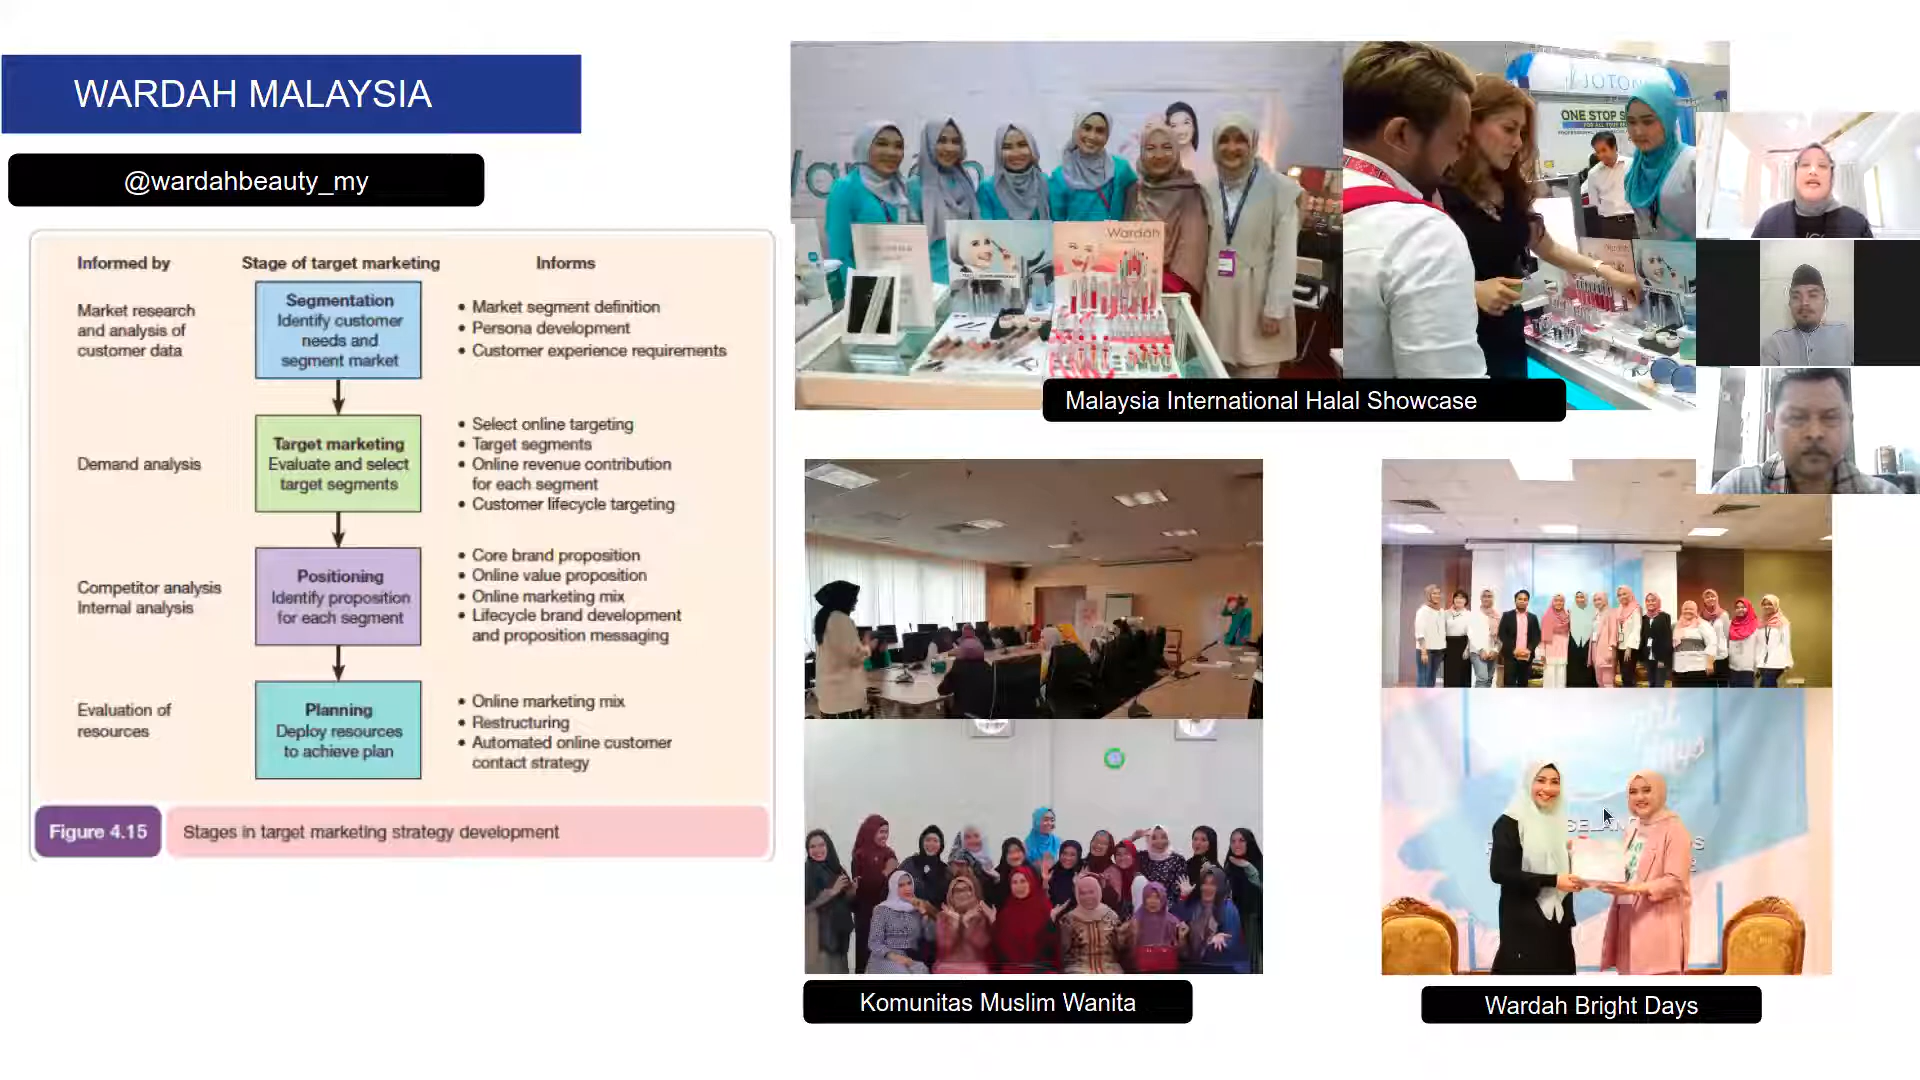 WARDAH MALAYSIA
@wardahbeauty_my
Informed by
Stage of target marketing
Informs
Market research
and analysis of
customer data
Segmentation
Identify customer
needs and
segment market
• Market segment definition
• Persona development
• Customer experience requirements
Demand analysis
Target marketing
Evaluate and select
target segments
• Select online targeting
• Target segments
• Online revenue contribution
for each segment
• Customer lifecycle targeting
Competitor analysis
Internal analysis
Positioning
Identify proposition
for each segment
• Core brand proposition
• Online value proposition
• Online marketing mix
• Lifecycle brand development
and proposition messaging
Evaluation of
resources
Planning
Deploy resources
to achieve plan
• Online marketing mix
• Restructuring
• Automated online customer
contact strategy
Figure 4.15
Stages in target marketing strategy development
Wardah
ONE STOP
Malaysia International Halal Showcase
Komunitas Muslim Wanita
Wardah Bright Days